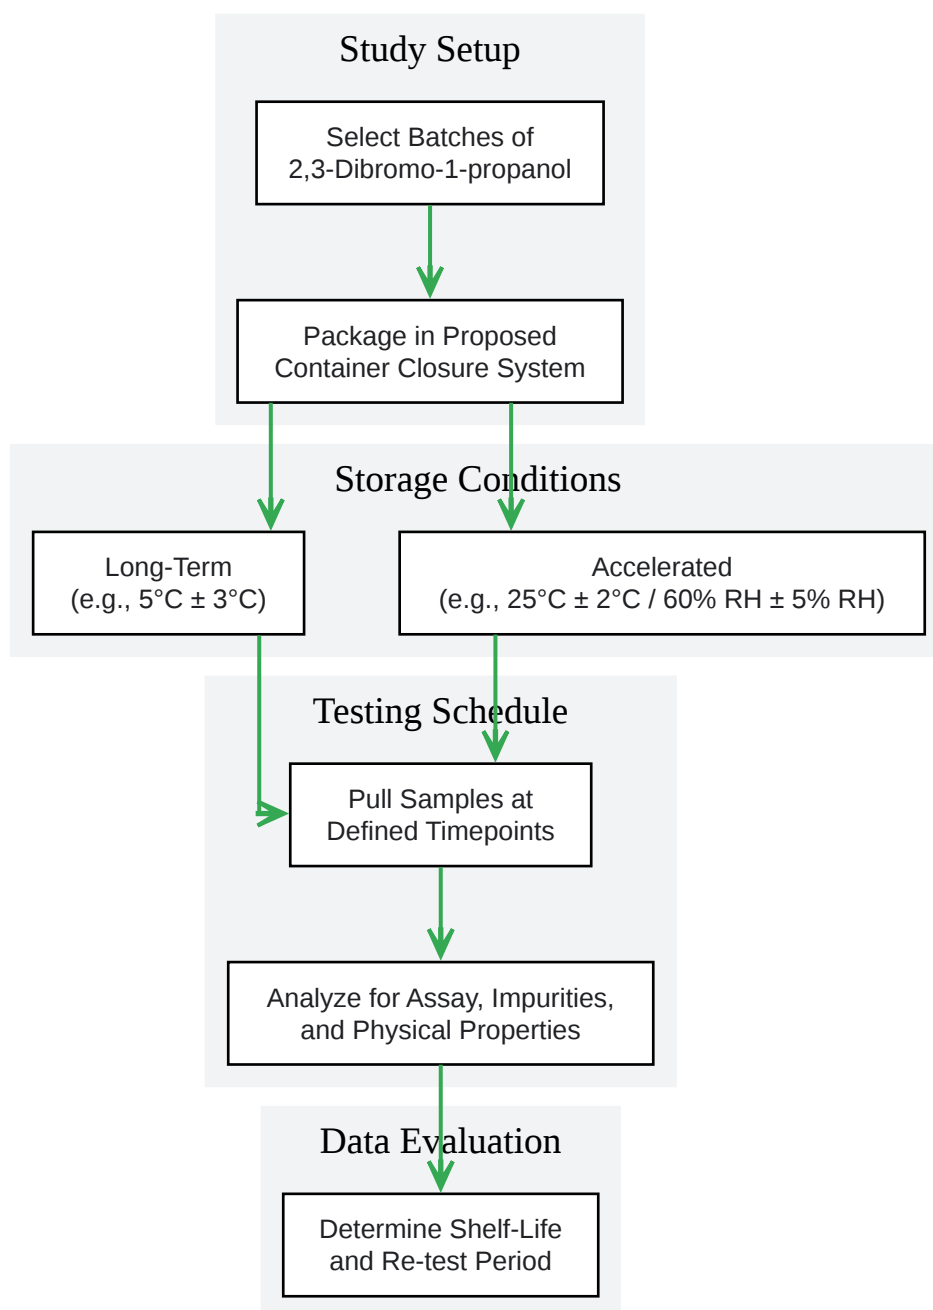 Study Setup
Select Batches of
2,3-Dibromo-1-propanol
Package in Proposed
Container Closure System
Storage Conditions
Long-Term
(e.g., 5°C ± 3°C)
Accelerated
(e.g., 25°C ± 2°C / 60% RH ± 5% RH)
Testing Schedule
Pull Samples at
Defined Timepoints
Analyze for Assay, Impurities,
and Physical Properties
Data Evaluation
Determine Shelf-Life
and Re-test Period